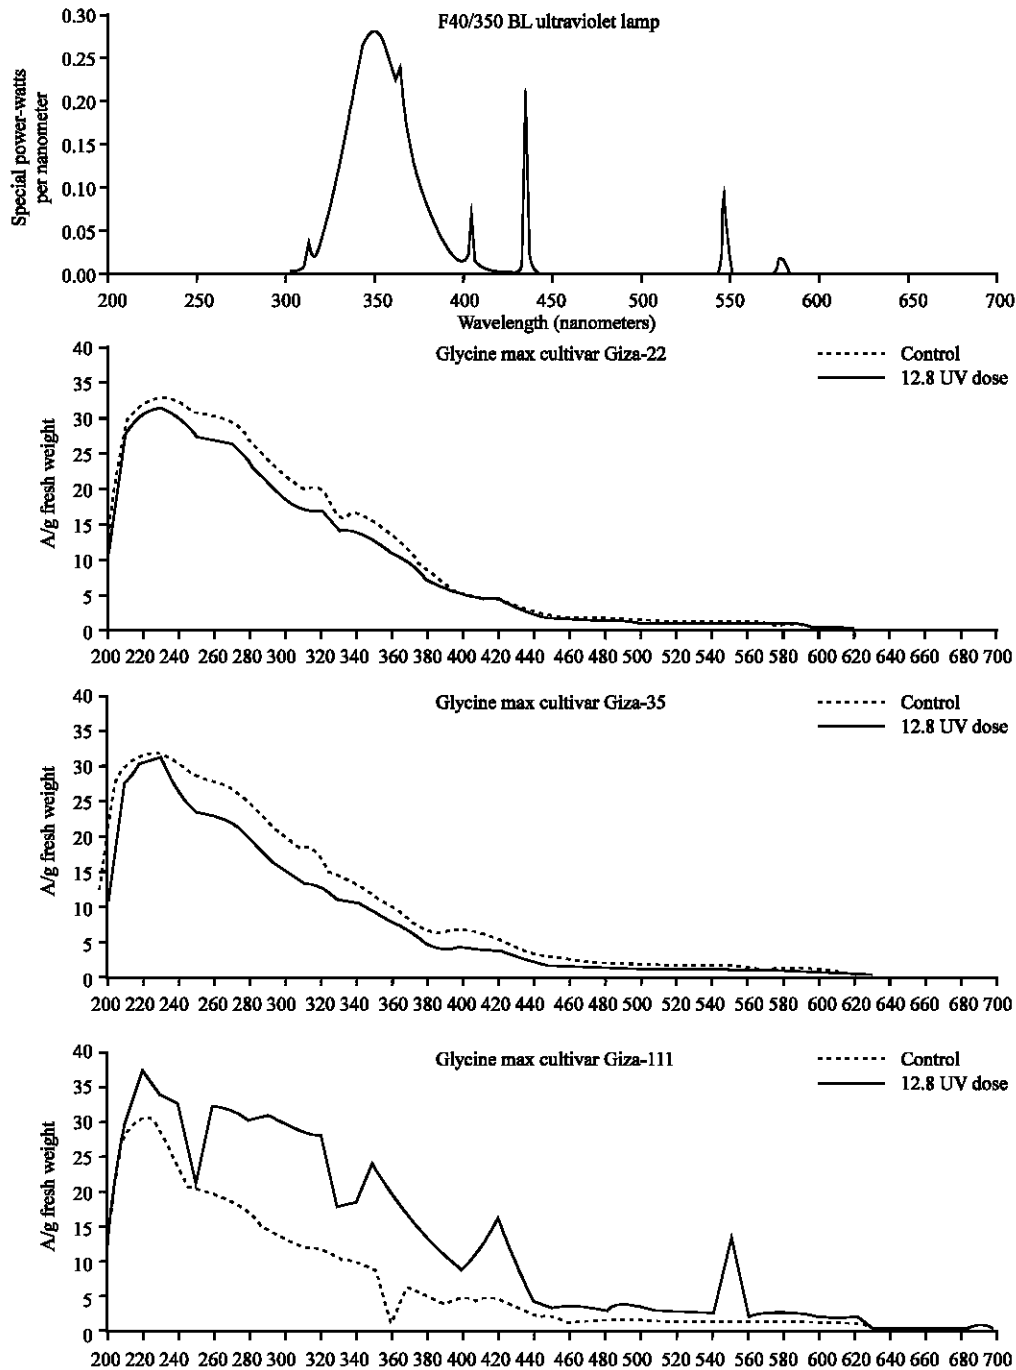 F40/350 BL ultraviolet lamp
Special power-watts
per nanometer
0.30
0.25
0.20
0.15
0.10
0.05
0.00
200 250 300 350 400 450 500 550 600 650 700
Wavelength (nanometers)
Glycine max cultivar Giza-22
Control
12.8 UV dose
A/g fresh weight
40
35
30
25
20
15
10
5
0
200 220 240 260 280 300 320 340 360 380 400 420 440 460 480 500 520 540 560 580 600 620 640 660 680 700
Glycine max cultivar Giza-35
Control
12.8 UV dose
A/g fresh weight
40
35
30
25
20
15
10
5
0
200 220 240 260 280 300 320 340 360 380 400 420 440 460 480 500 520 540 560 580 600 620 640 660 680 700
Glycine max cultivar Giza-111
Control
12.8 UV dose
A/g fresh weight
40
35
30
25
20
15
10
5
0
200 220 240 260 280 300 320 340 360 380 400 420 440 460 480 500 520 540 560 580 600 620 640 660 680 700